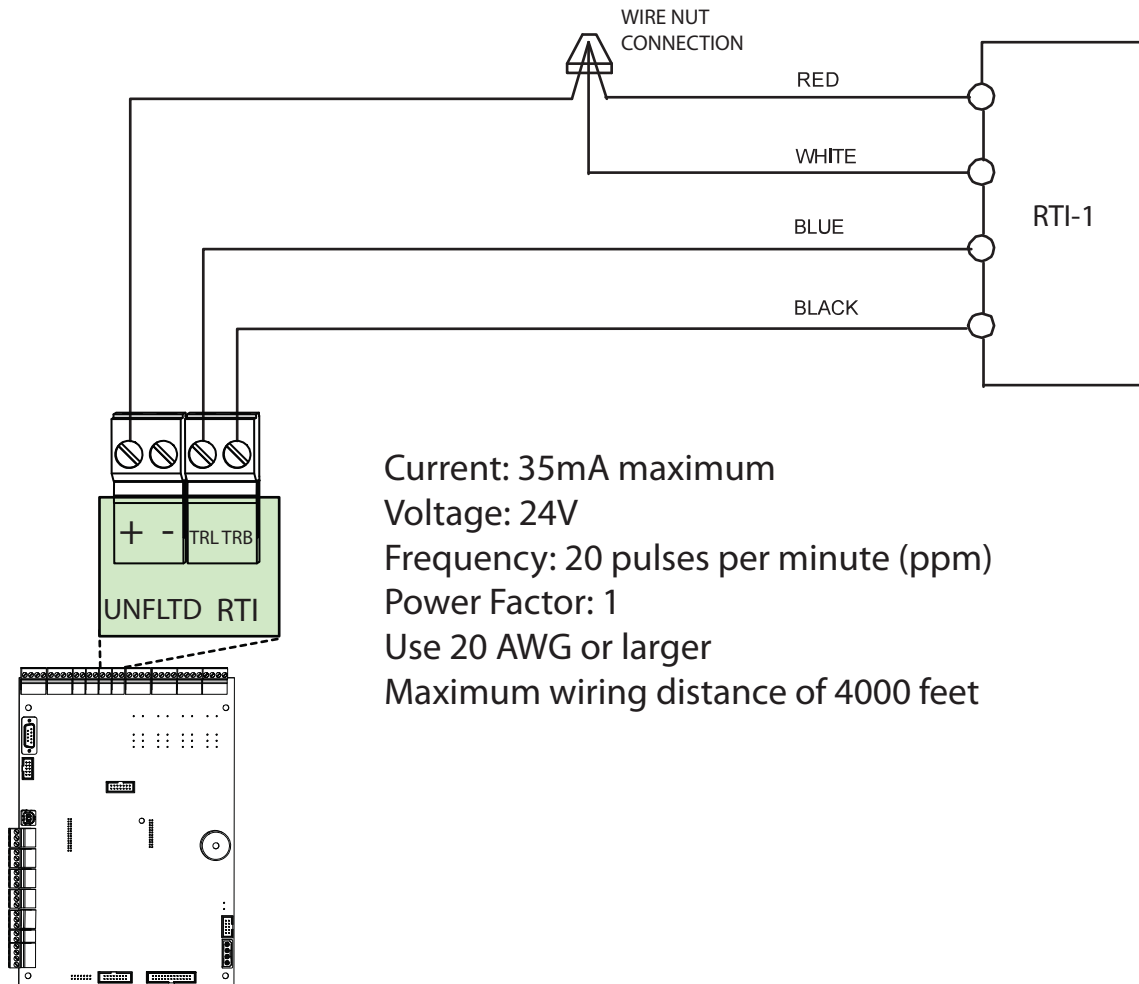 WIRE NUT
CONNECTION
RED
WHITE
BLUE
BLACK
RTI-1
+ - TRL TRB
UNFLTD RTI
Current: 35mA maximum
Voltage: 24V
Frequency: 20 pulses per minute (ppm)
Power Factor: 1
Use 20 AWG or larger
Maximum wiring distance of 4000 feet